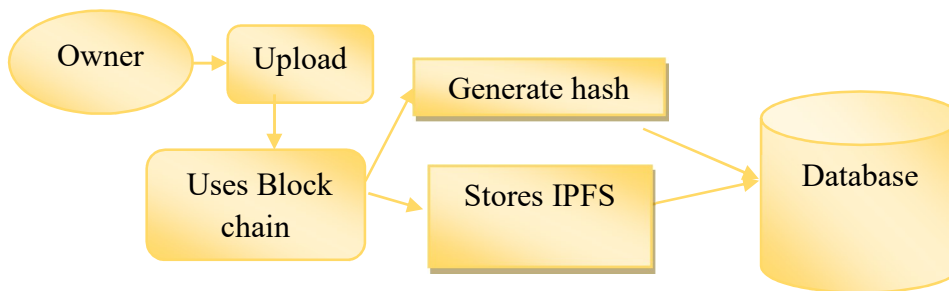 Owner
Upload
Generate hash
Uses Block
chain
Stores IPFS
Database